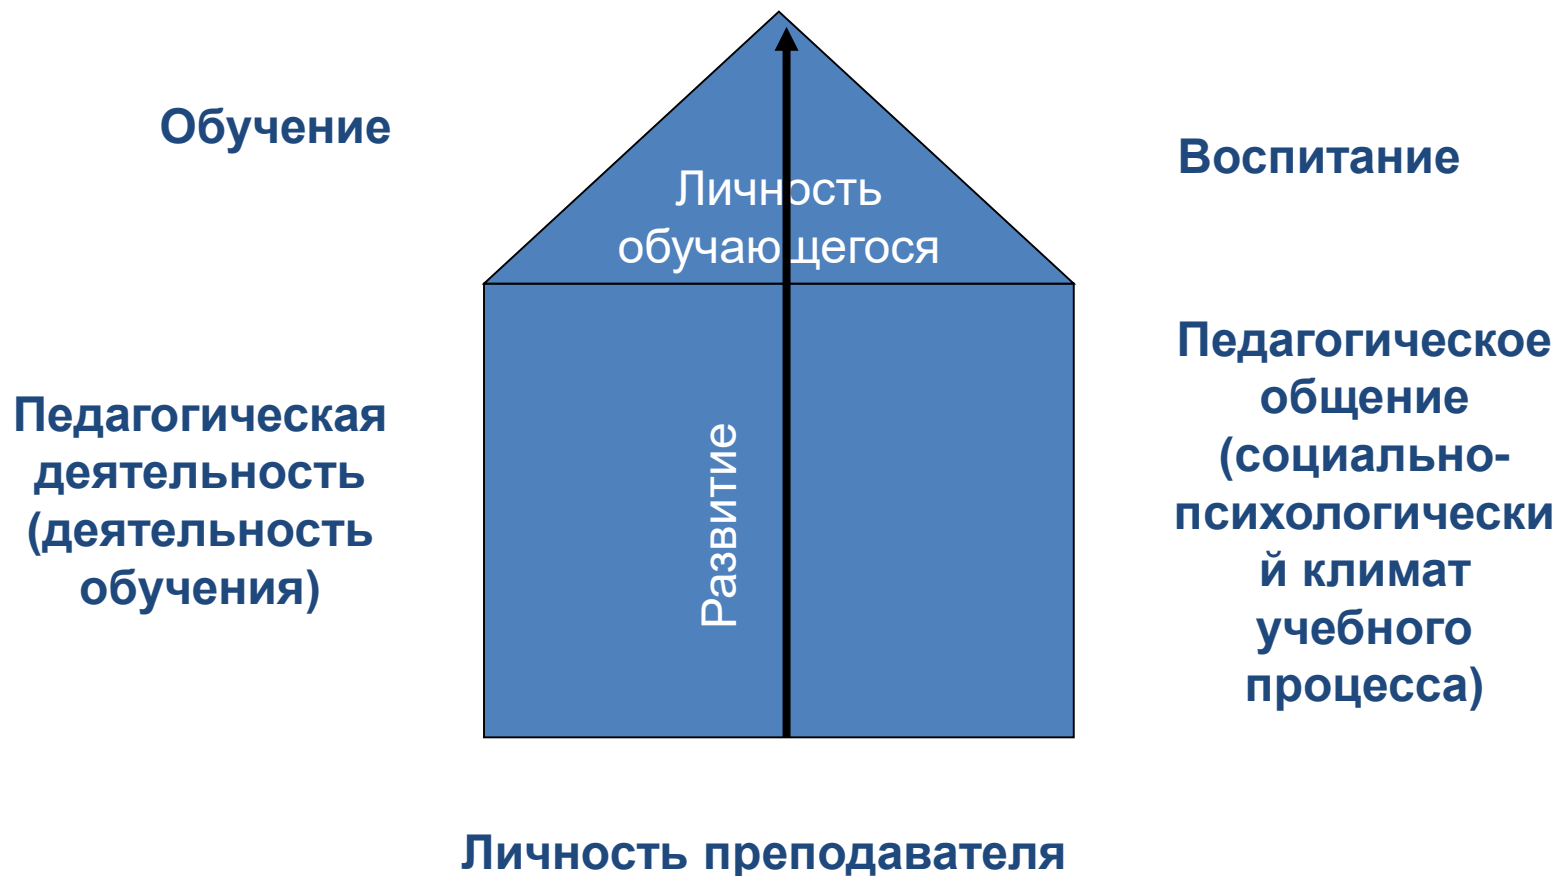 Обучение
Воспитание
Личность
обучающегося
Педагогическая
деятельность
(деятельность
обучения)
Развитие
Педагогическое
общение
(социально-
психологически
й климат
учебного
процесса)
Личность преподавателя